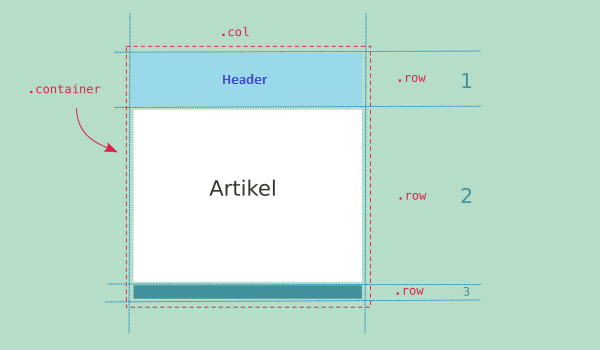 .col
Header
.row
1
.container
Artikel
.row
2
.row
3